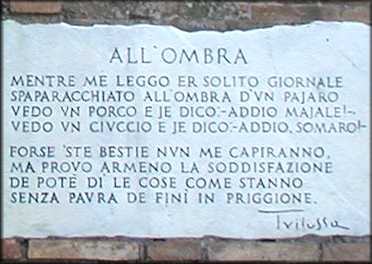 ALL'OMBRA
MENTRE ME LEGGO ER SOLITO GIORNALE
SPAPARACCHIATO ALL'OMBRA D'VN PAJARO
VEDO VN PORCO E JE DICO:-ADDIO MAJALE!-
VEDO VN CIVCCIO E JE DICO:-ADDIO, SOMARO!-
FORSE 'STE BESTIE NVN ME CAPIRANNO,
MA PROVO ARMENO LA SODDISFAZIONE
DE POTÈ DÌ LE COSE COME STANNO
SENZA PAVRA DE FINÌ IN PRIGGIONE.
Trilussa